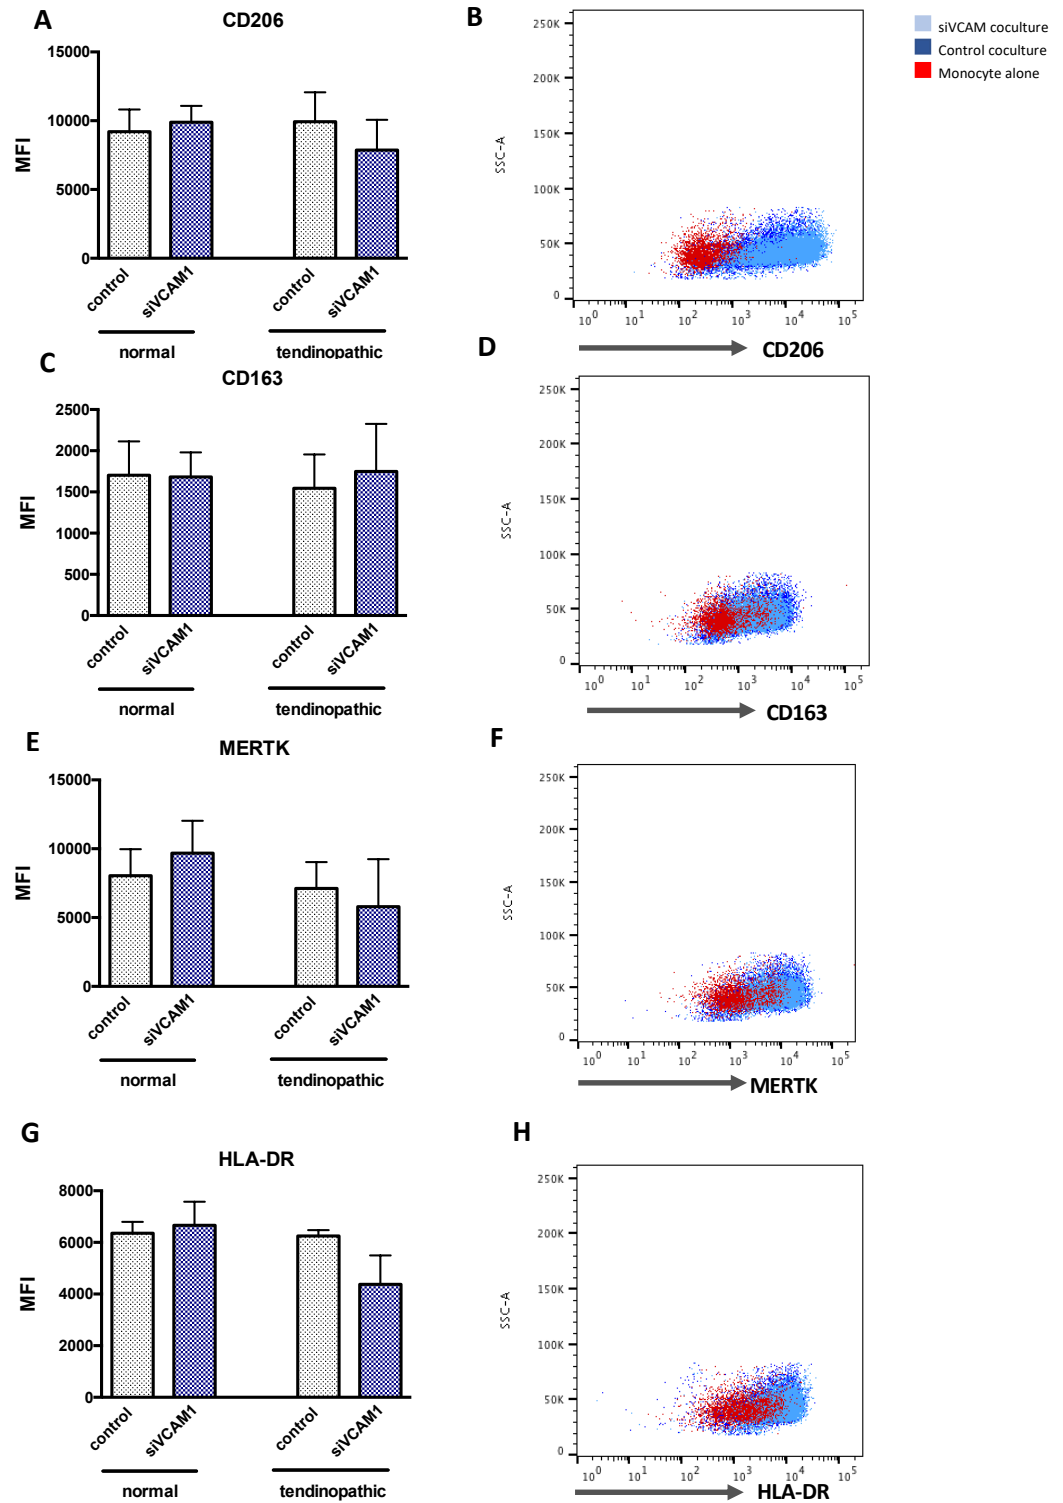 A
CD206
MFI
15000
10000
5000
0
control
siVCAM1
control
siVCAM1
normal
tendinopathic
B
250K
200K
150K
100K
50K
0
SSC-A
10^0 10^1 10^2 10^3 10^4 10^5
CD206
siVCAM coculture
Control coculture
Monocyte alone
C
CD163
MFI
2500
2000
1500
1000
500
0
control
siVCAM1
control
siVCAM1
normal
tendinopathic
D
250K
200K
150K
100K
50K
0
SSC-A
10^0 10^1 10^2 10^3 10^4 10^5
CD163
E
MERTK
MFI
15000
10000
5000
0
control
siVCAM1
control
siVCAM1
normal
tendinopathic
F
250K
200K
150K
100K
50K
0
SSC-A
10^0 10^1 10^2 10^3 10^4 10^5
MERTK
G
HLA-DR
MFI
8000
6000
4000
2000
0
control
siVCAM1
control
siVCAM1
normal
tendinopathic
H
250K
200K
150K
100K
50K
0
SSC-A
10^0 10^1 10^2 10^3 10^4 10^5
HLA-DR